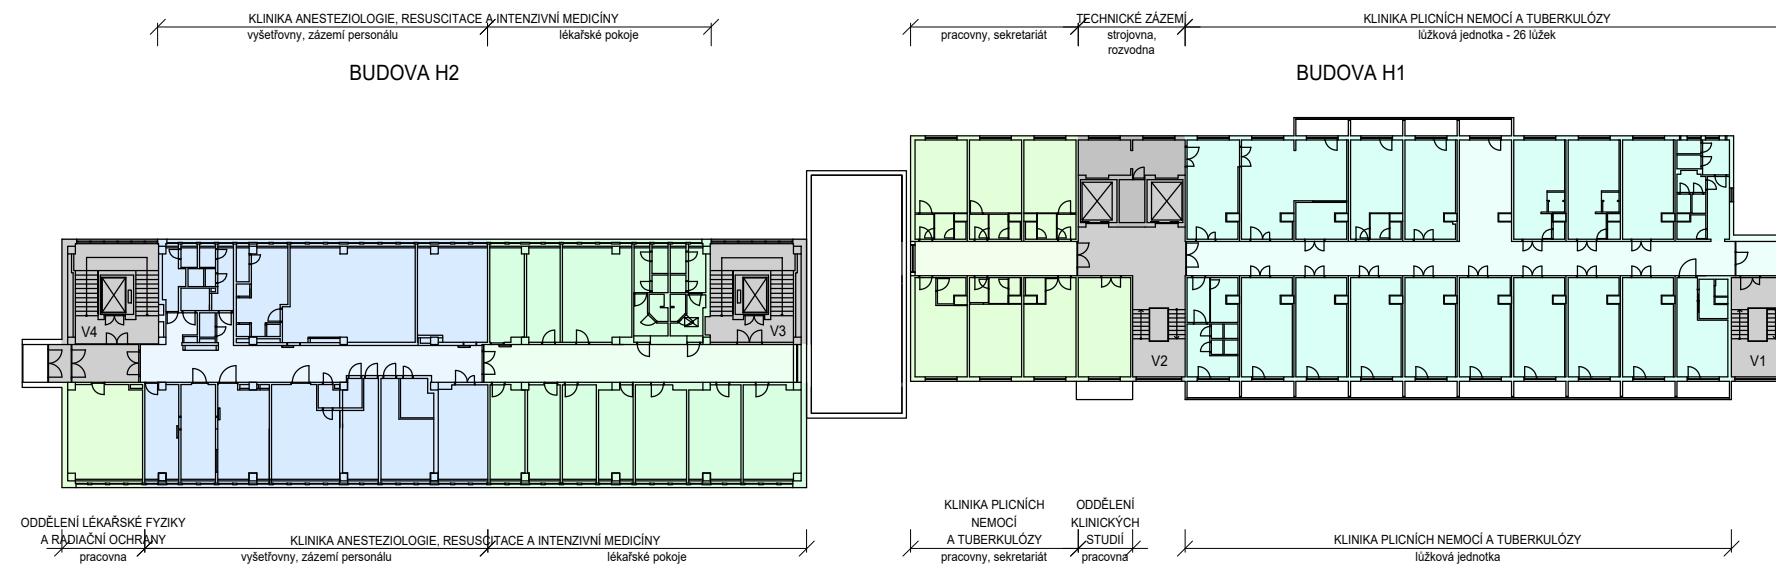 KLINIKA ANESTEZIOLOGIE, RESUSCITACE A INTENZIVNÍ MEDICÍNY
vyšetřovny, zázemí personálu
lékařské pokoje
BUDOVA H2
TECHNICKÉ ZÁZEMÍ
KLINIKA PLICNÍCH NEMOCÍ A TUBERKULÓZY
pracovny, sekretariát
strojovna,
rozvodna
lůžková jednotka - 26 lůžek
BUDOVA H1
V4
V3
V2
V1
ODDĚLENÍ LÉKAŘSKÉ FYZIKY
A RADIAČNÍ OCHRANY
pracovna
KLINIKA ANESTEZIOLOGIE, RESUSCITACE A INTENZIVNÍ MEDICÍNY
vyšetřovny, zázemí personálu
lékařské pokoje
KLINIKA PLICNÍCH
NEMOCÍ
A TUBERKULÓZY
pracovny, sekretariát
ODDĚLENÍ
KLINICKÝCH
STUDIÍ
pracovna
KLINIKA PLICNÍCH NEMOCÍ A TUBERKULÓZY
lůžková jednotka